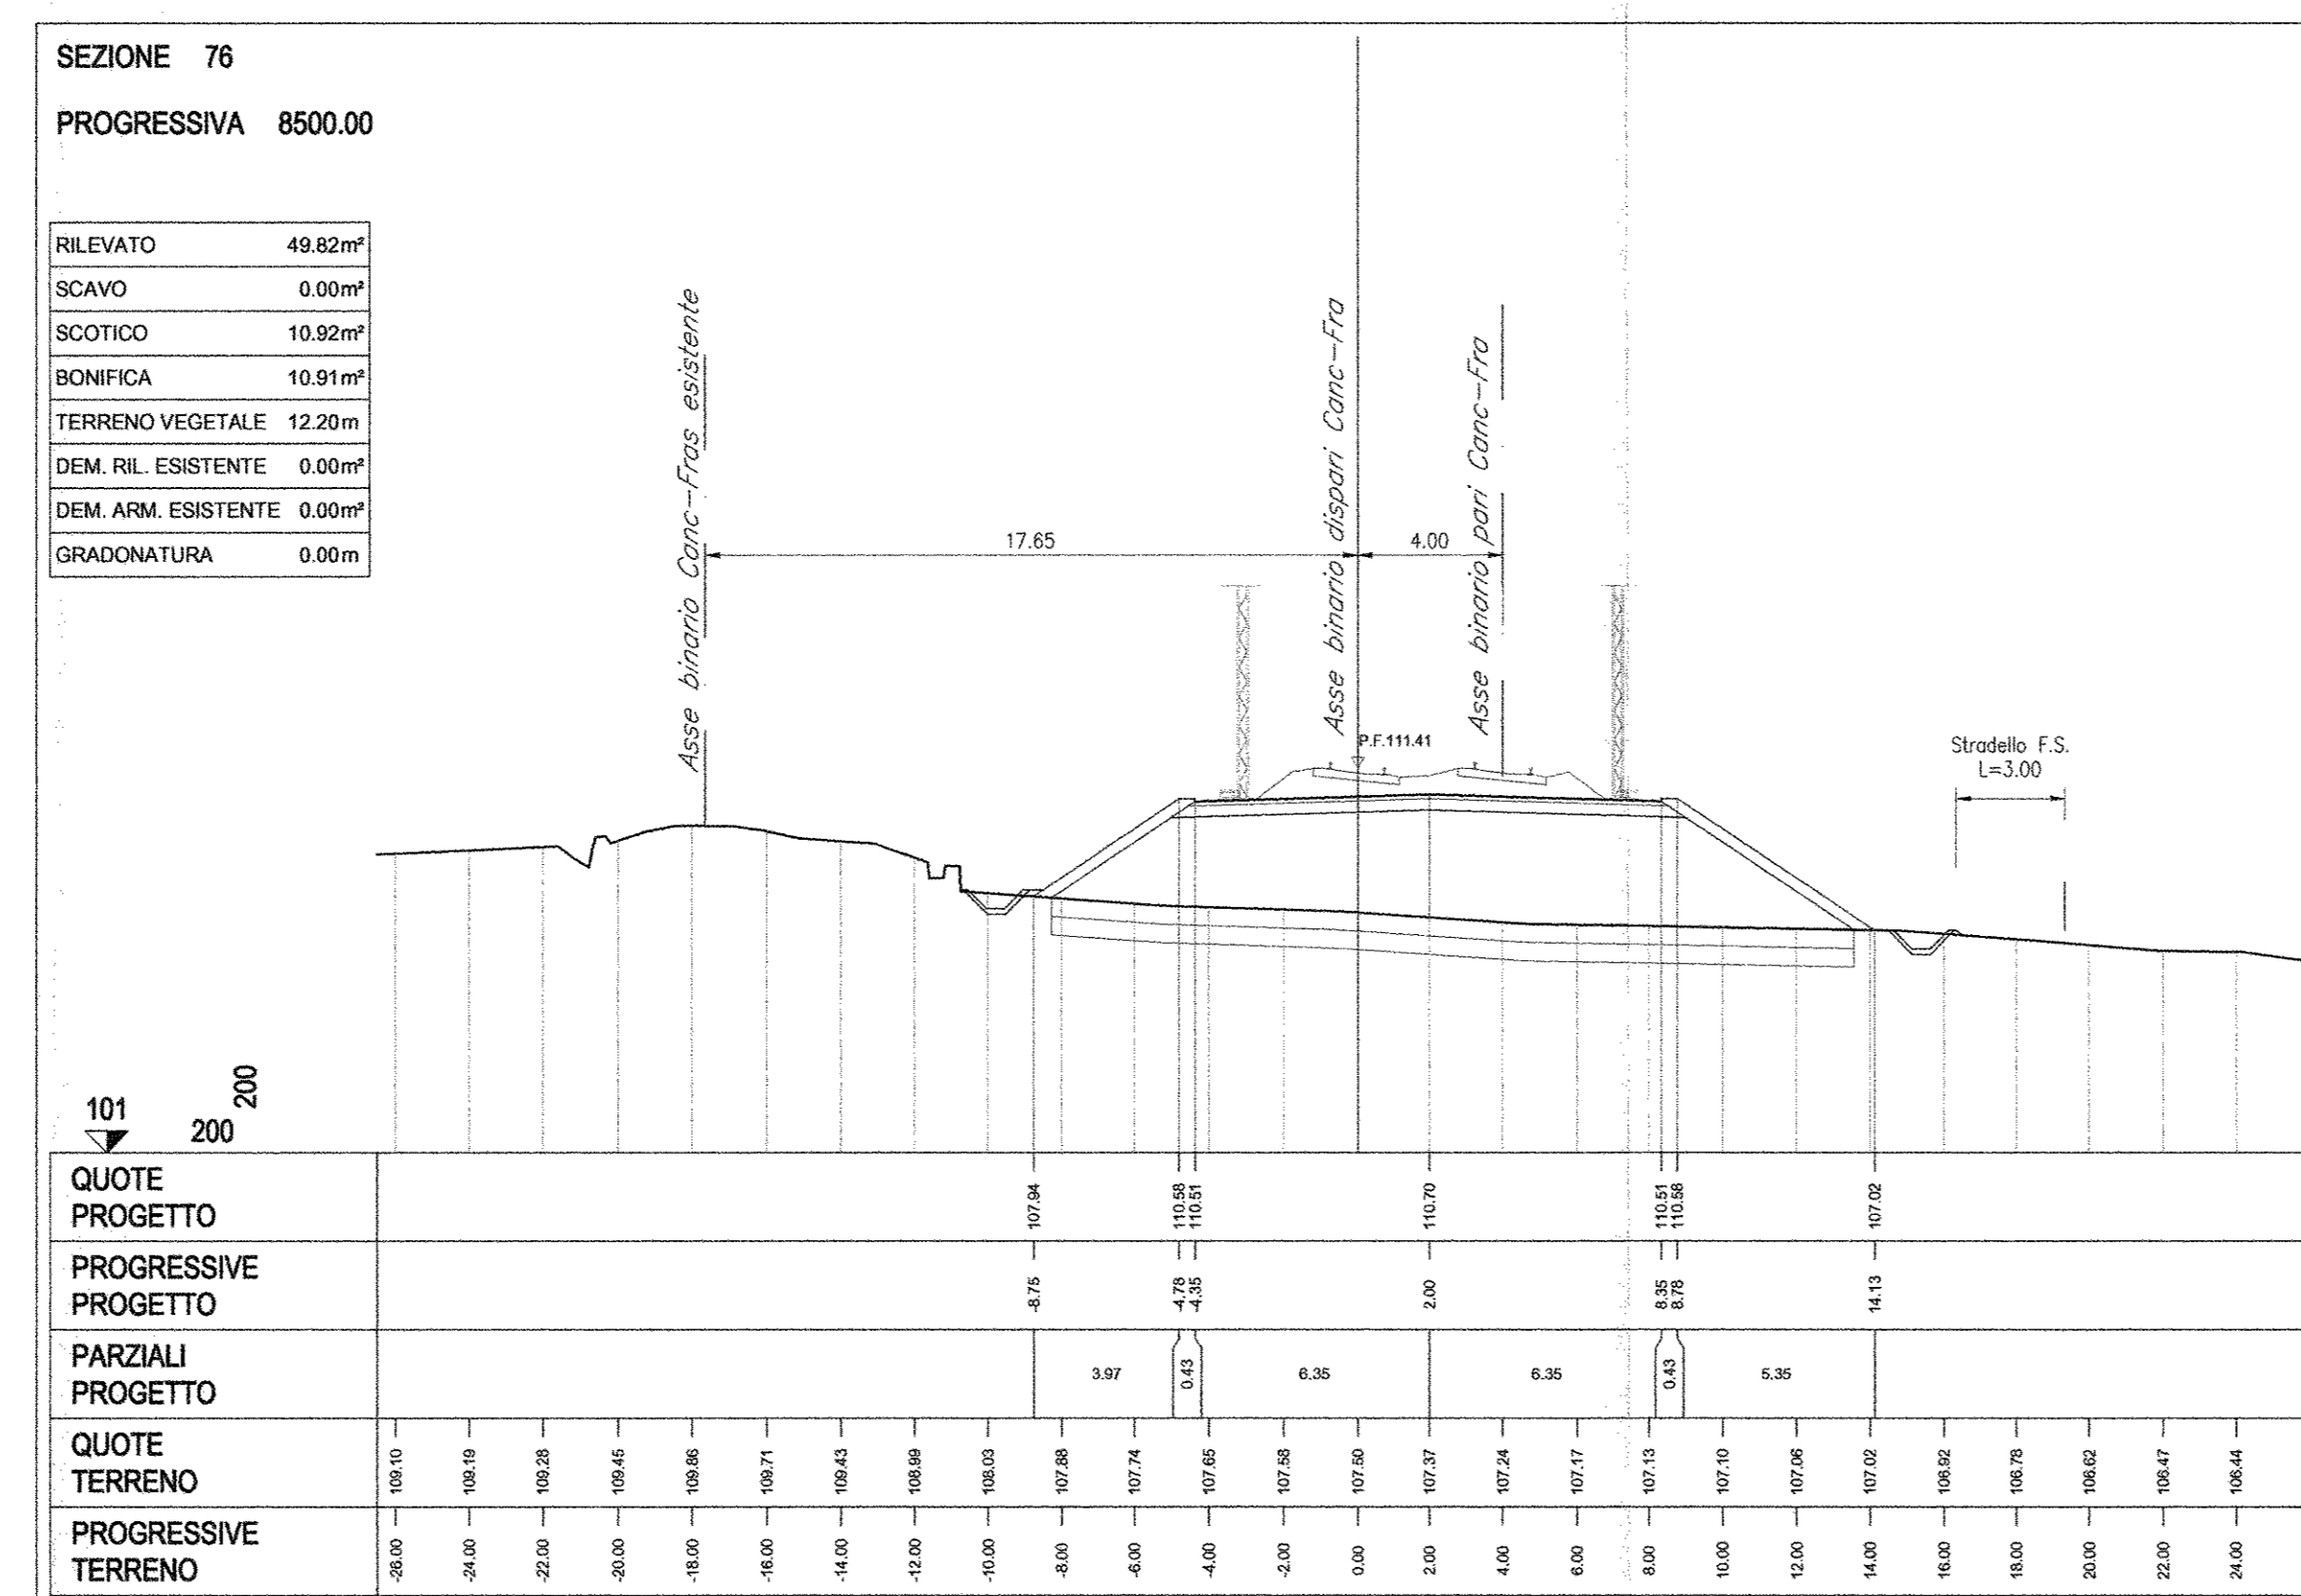 SEZIONE 76
PROGRESSIVA 8500.00
RILEVATO 49.82m²
SCAVO 0.00m²
SCOTICO 10.92m²
BONIFICA 10.91m²
TERRENO VEGETALE 12.20m
DEM. RIL. ESISTENTE 0.00m²
DEM. ARM. ESISTENTE 0.00m²
GRADONATURA 0.00m
Asse binario Canc-Fras esistente
Asse binario dispari Canc-Fra
Asse binario pari Canc-Fra
17.65
4.00
P.F.111.41
Stradello F.S.
L=3.00
101
200
200
QUOTE
PROGETTO
107.94 110.58 110.51 110.70 110.51 110.58 107.02
PROGRESSIVE
PROGETTO
-8.75 -4.78 -4.35 2.00 8.35 8.78 14.13
PARZIALI
PROGETTO
3.97 0.43 6.35 6.35 0.43 5.35
QUOTE
TERRENO
109.10 109.19 109.28 109.45 109.86 109.71 109.43 108.99 108.03 107.88 107.74 107.65 107.58 107.50 107.37 107.24 107.17 107.13 107.10 107.06 107.02 106.92 106.78 106.62 106.47 106.44
PROGRESSIVE
TERRENO
-26.00 -24.00 -22.00 -20.00 -18.00 -16.00 -14.00 -12.00 -10.00 -8.00 -6.00 -4.00 -2.00 0.00 2.00 4.00 6.00 8.00 10.00 12.00 14.00 16.00 18.00 20.00 22.00 24.00